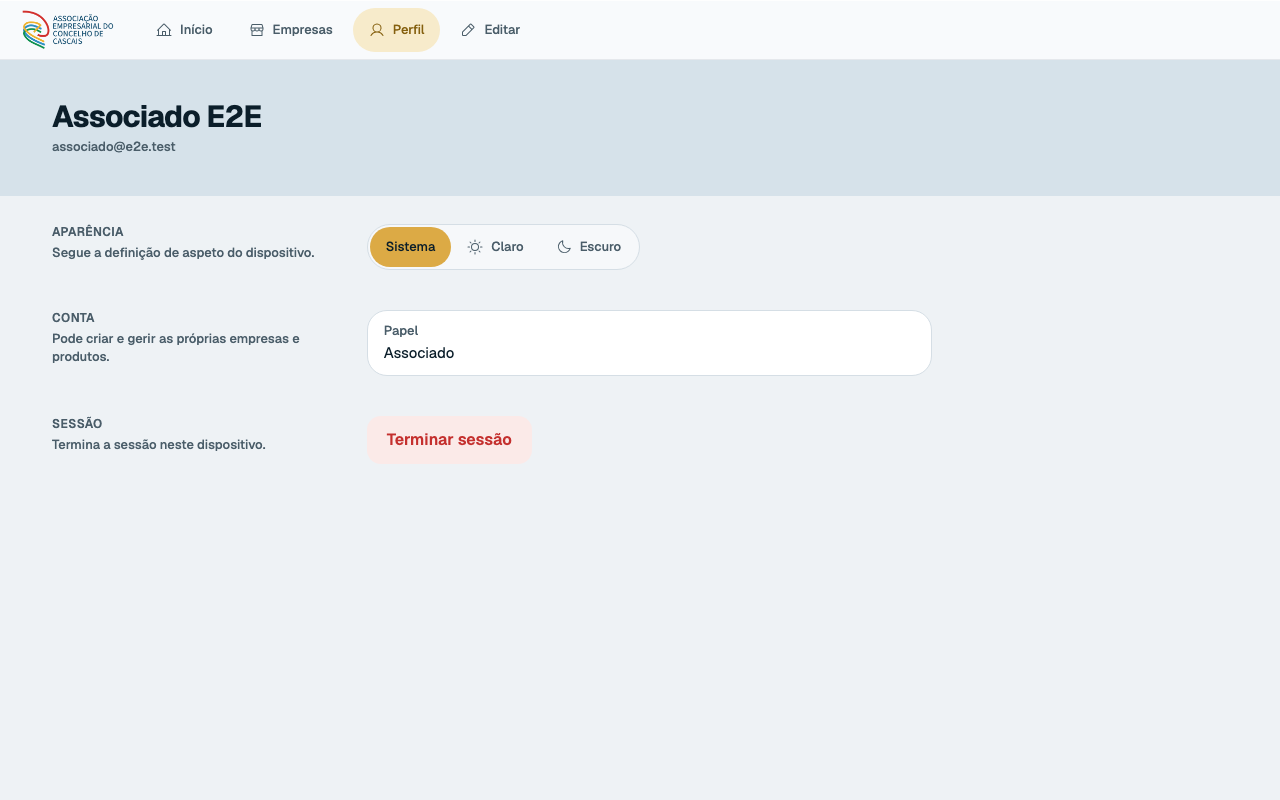 ASSOCIAÇÃO
EMPRESARIAL DO
CONCELHO DE
CASCAIS
Início
Empresas
Perfil
Editar
Associado E2E
associado@e2e.test
APARÊNCIA
Segue a definição de aspeto do dispositivo.
Sistema
Claro
Escuro
CONTA
Pode criar e gerir as próprias empresas e
produtos.
Papel
Associado
SESSÃO
Termina a sessão neste dispositivo.
Terminar sessão